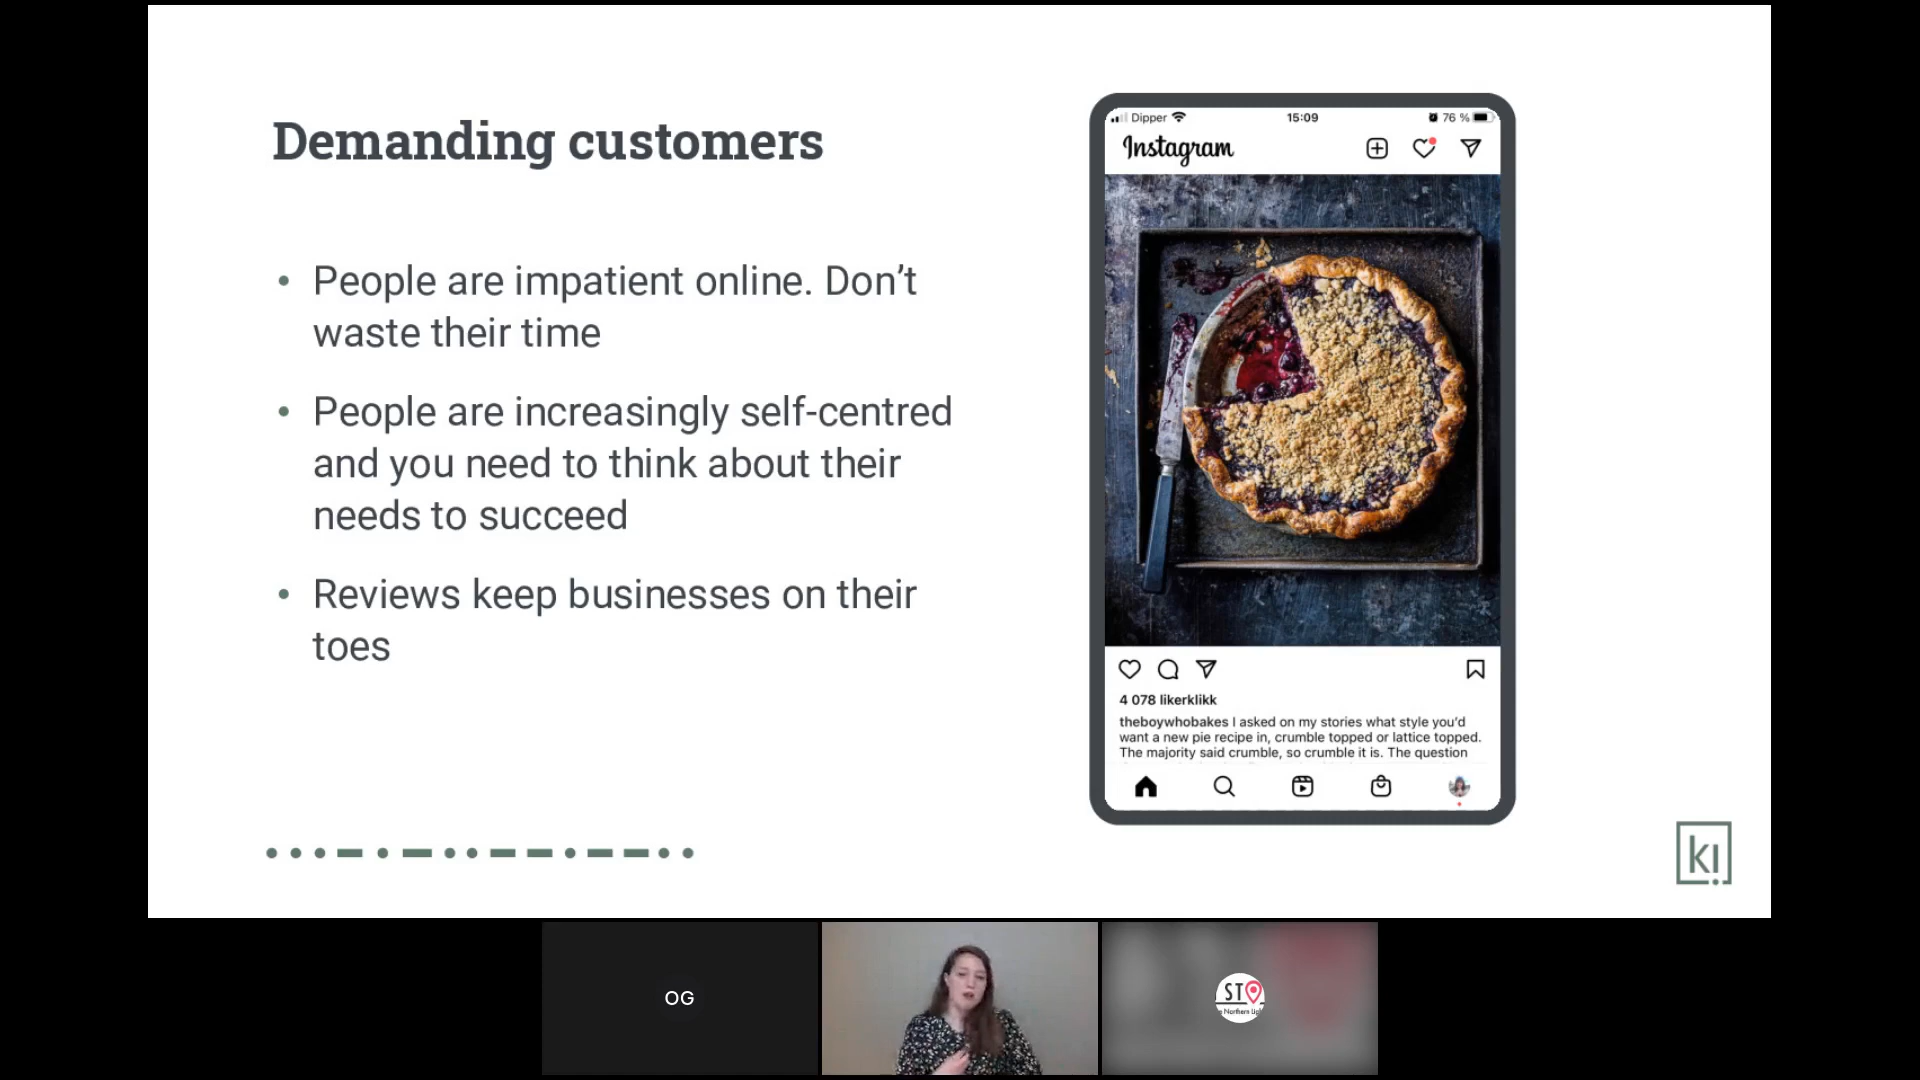 Demanding customers
People are impatient online. Don’t
waste their time
People are increasingly self-centred
and you need to think about their
needs to succeed
Reviews keep businesses on their
toes
Dipper
15:09
76 %
Instagram
4 078 likerklikk
theboywhobakes I asked on my stories what style you’d
want a new pie recipe in, crumble topped or lattice topped.
The majority said crumble, so crumble it is. The question
ki
OG
ST
Northern